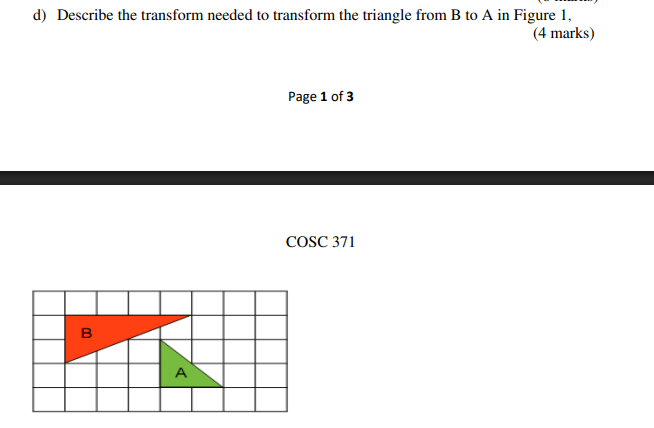 d) Describe the transform needed to transform the triangle from B to A in Figure 1,
(4 marks)
Page 1 of 3
COSC 371
B
A